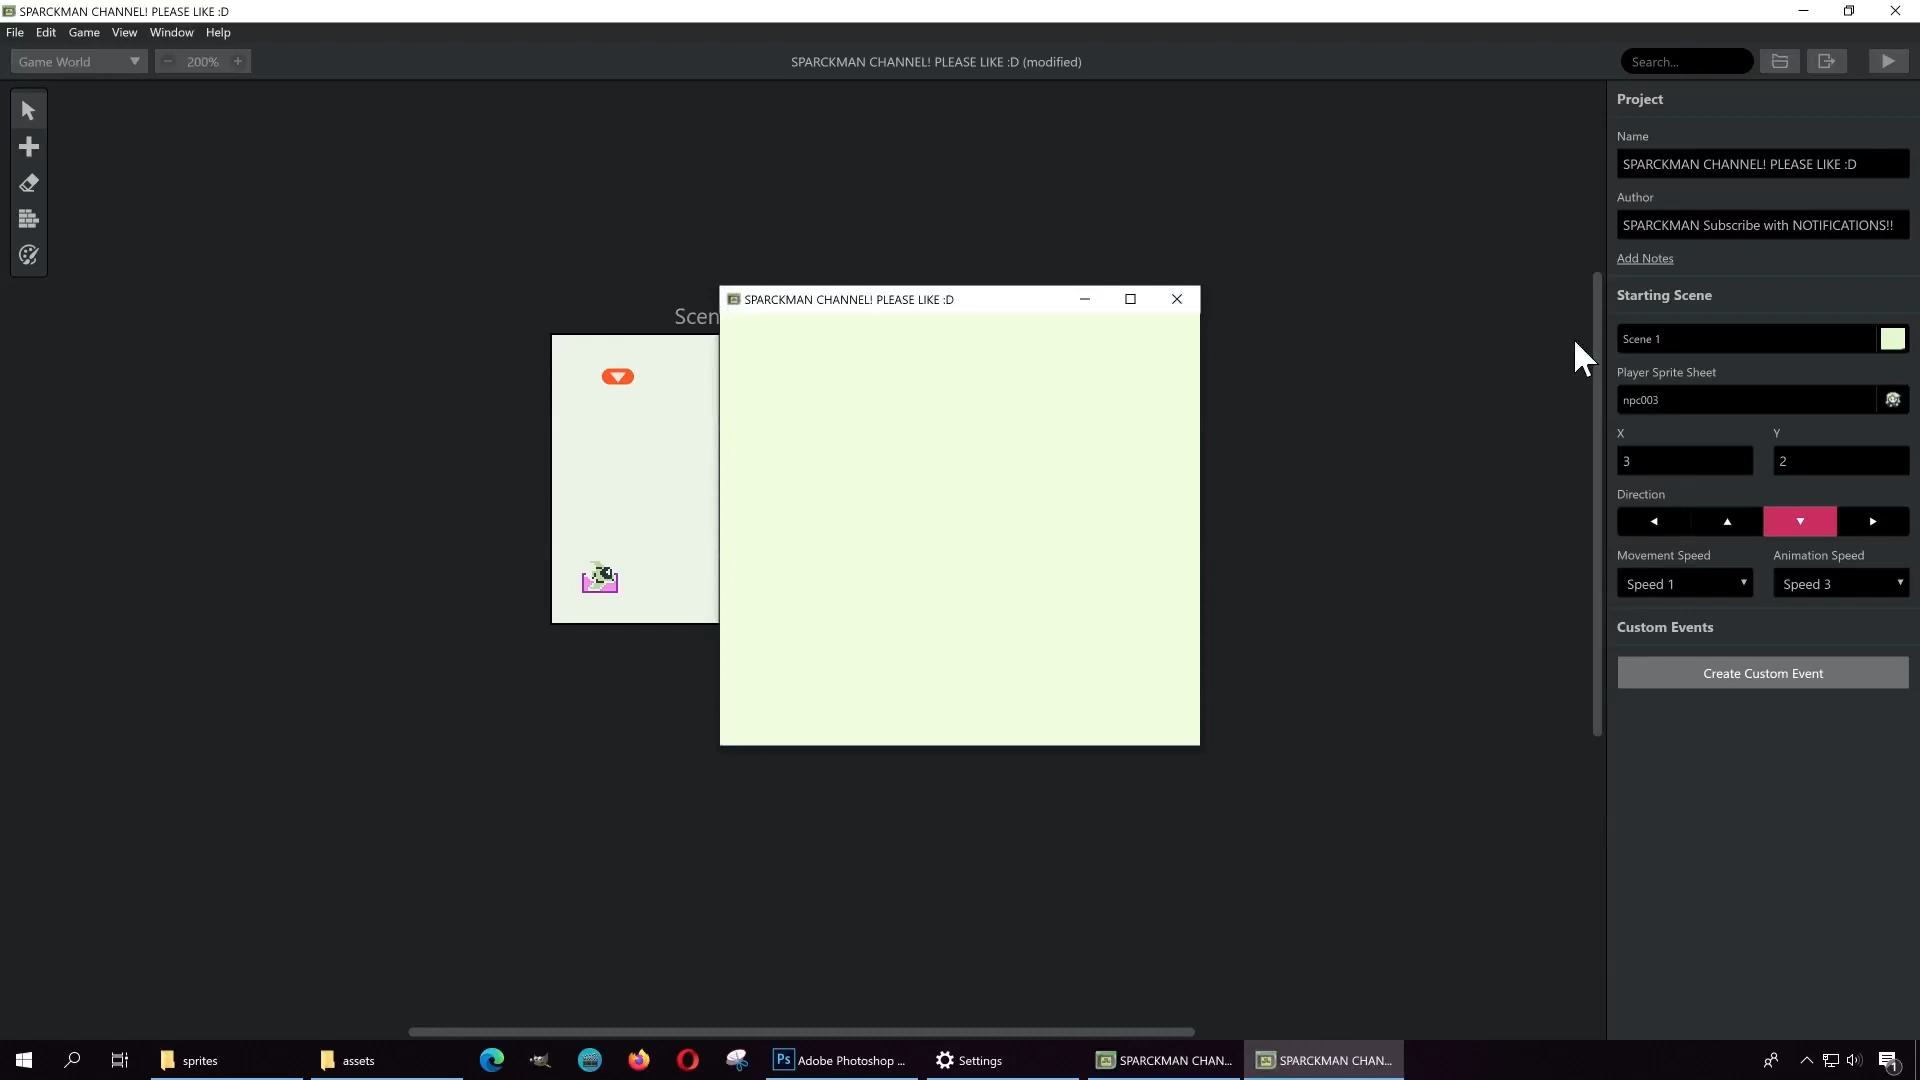 SPARCKMAN CHANNEL! PLEASE LIKE :D
File Edit Game View Window Help
Game World
200%
SPARCKMAN CHANNEL! PLEASE LIKE :D (modified)
Search...
Project
Name
SPARCKMAN CHANNEL! PLEASE LIKE :D
Author
SPARCKMAN Subscribe with NOTIFICATIONS!!
Add Notes
Starting Scene
Scene 1
Player Sprite Sheet
npc003
X Y
3 2
Direction
Movement Speed Animation Speed
Speed 1 Speed 3
Custom Events
Create Custom Event
Scen
SPARCKMAN CHANNEL! PLEASE LIKE :D
sprites
assets
Ps Adobe Photoshop ...
Settings
SPARCKMAN CHAN...
SPARCKMAN CHAN...
1